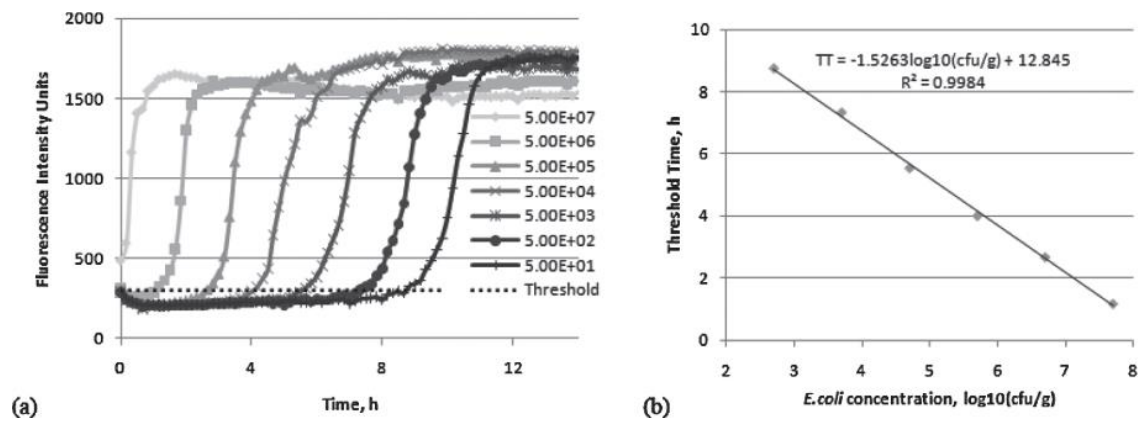 2000
1500
1000
500
0
Fluorescence Intensity Units
5.00E+07
5.00E+06
5.00E+05
5.00E+04
5.00E+03
5.00E+02
5.00E+01
Threshold
0 4 8 12
Time, h
(a)
10
8
6
4
2
0
Threshold Time, h
TT = -1.5263log10(cfu/g) + 12.845
R² = 0.9984
2 3 4 5 6 7 8
E.coli concentration, log10(cfu/g)
(b)